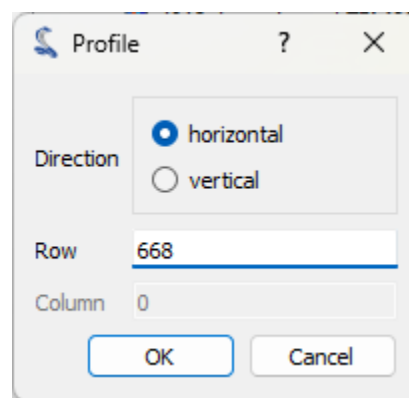 Profile ?
Direction
horizontal
vertical
Row 668
Column 0
OK Cancel